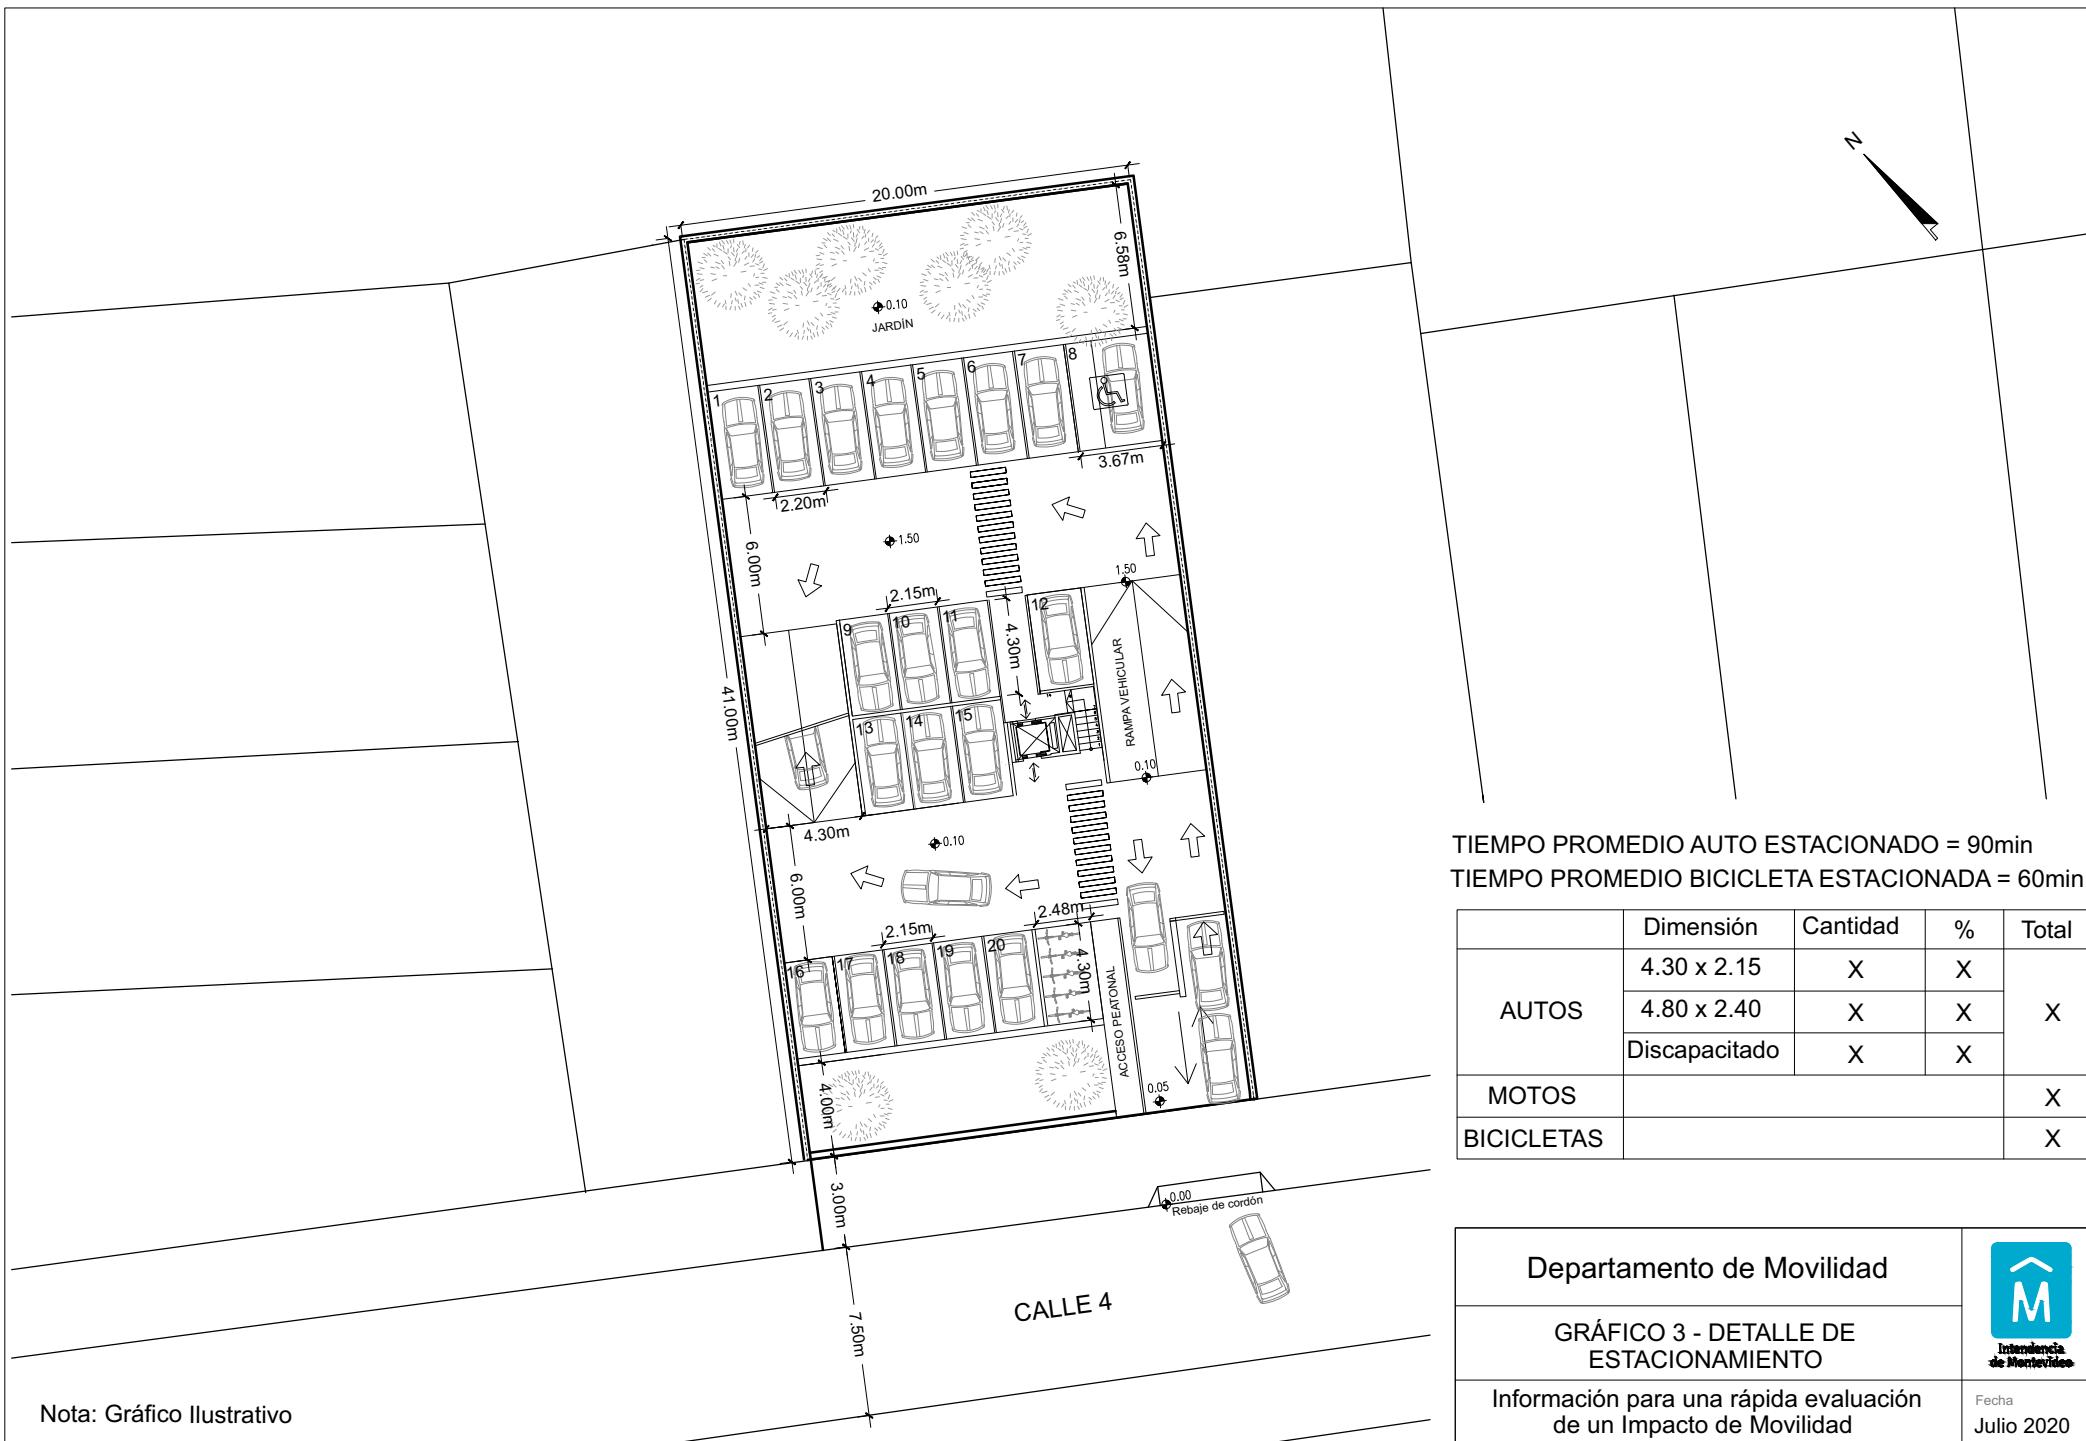 N
20.00m
6.58m
0.10
JARDÍN
1
2
3
4
5
6
7
8
3.67m
2.20m
6.00m
1.50
1.50
2.15m
9
10
11
12
4.30m
RAMPA VEHICULAR
41.00m
13
14
15
0.10
4.30m
0.10
6.00m
2.48m
2.15m
16
17
18
19
20
4.30m
ACCESO PEATONAL
4.00m
0.05
3.00m
0.00
Rebaje de cordón
7.50m
CALLE 4
TIEMPO PROMEDIO AUTO ESTACIONADO = 90min
TIEMPO PROMEDIO BICICLETA ESTACIONADA = 60min
Dimensión Cantidad % Total
AUTOS 4.30 x 2.15 X X X
4.80 x 2.40 X X
Discapacitado X X
MOTOS X
BICICLETAS X
Departamento de Movilidad
GRÁFICO 3 - DETALLE DE
ESTACIONAMIENTO
Información para una rápida evaluación
de un Impacto de Movilidad
M
Intendencia
de Montevideo
Fecha
Julio 2020
Nota: Gráfico Ilustrativo